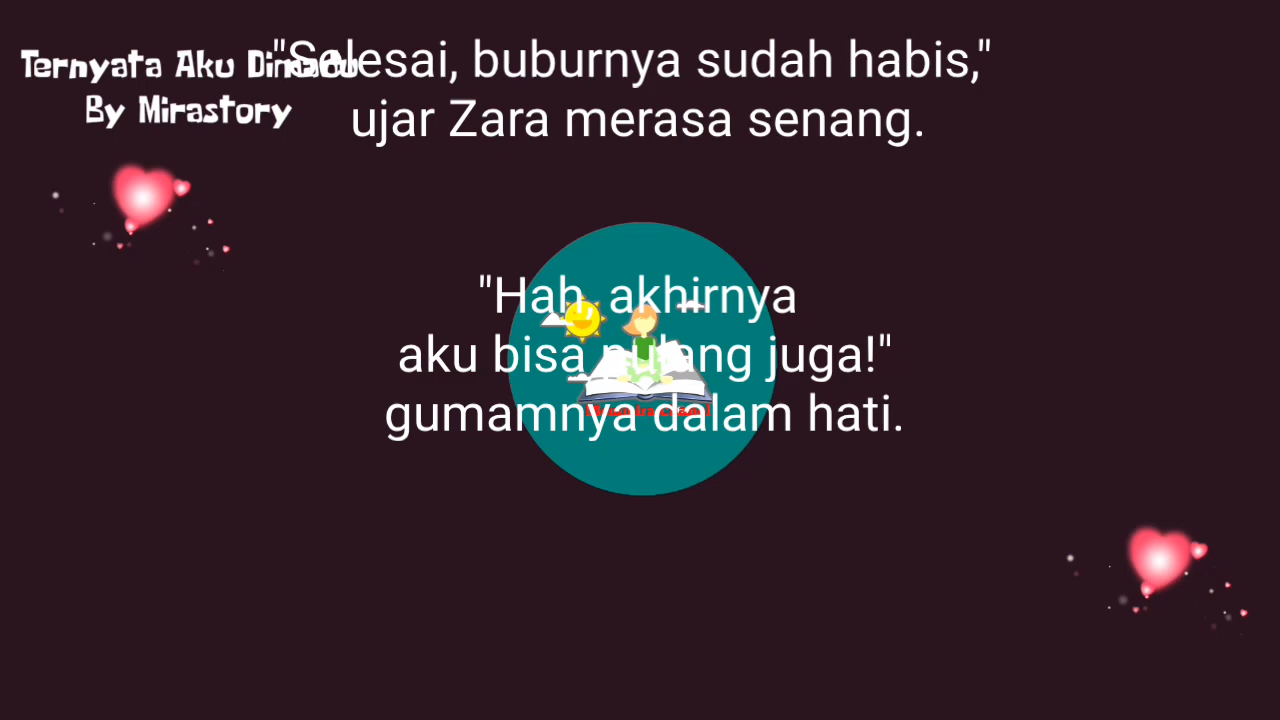 Ternyata Aku Dimadu
By Mirastory
"Selesai, buburnya sudah habis,"
ujar Zara merasa senang.
"Hah, akhirnya
aku bisa pulang juga!"
gumamnya dalam hati.